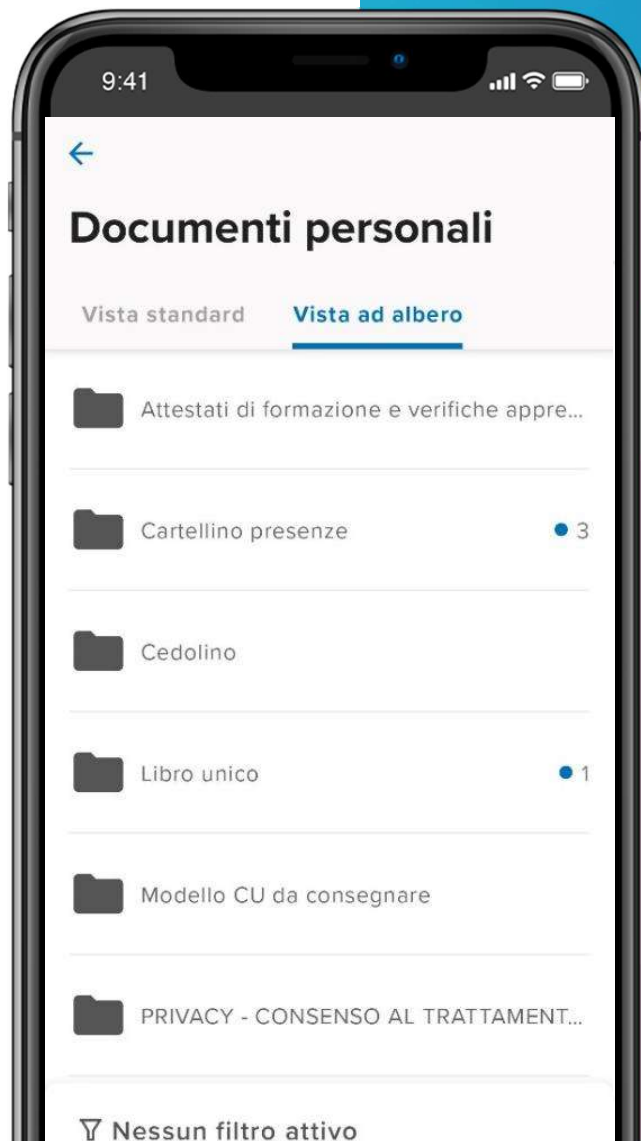 9:41
Documenti personali
Vista standard Vista ad albero
Attestati di formazione e verifiche appre...
Cartellino presenze 3
Cedolino
Libro unico 1
Modello CU da consegnare
PRIVACY - CONSENSO AL TRATTAMENT...
Nessun filtro attivo